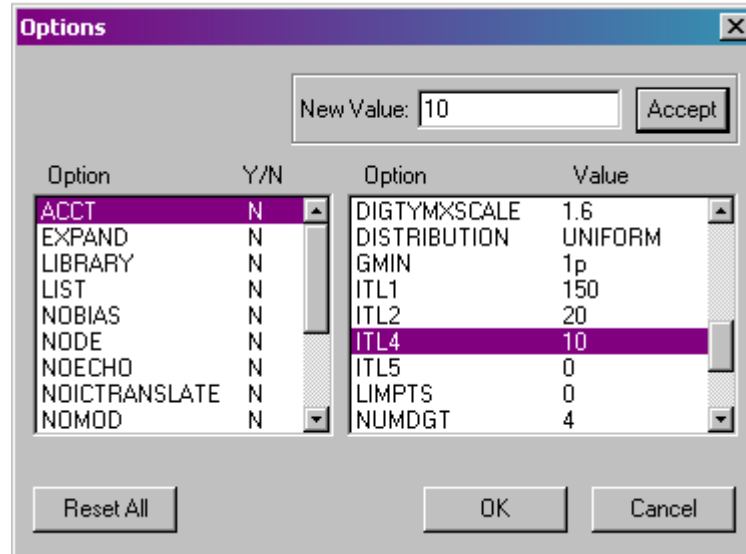 Options
New Value: 10 Accept
Option Y/N Option Value
ACCT N DIGTYMXSCALE 1.6
EXPAND N DISTRIBUTION UNIFORM
LIBRARY N GMIN 1p
LIST N ITL1 150
NOBIAS N ITL2 20
NODE N ITL4 10
NOECHO N ITL5 0
NOICTRANSLATE N LIMPTS 0
NOMOD N NUMDGT 4
Reset All OK Cancel